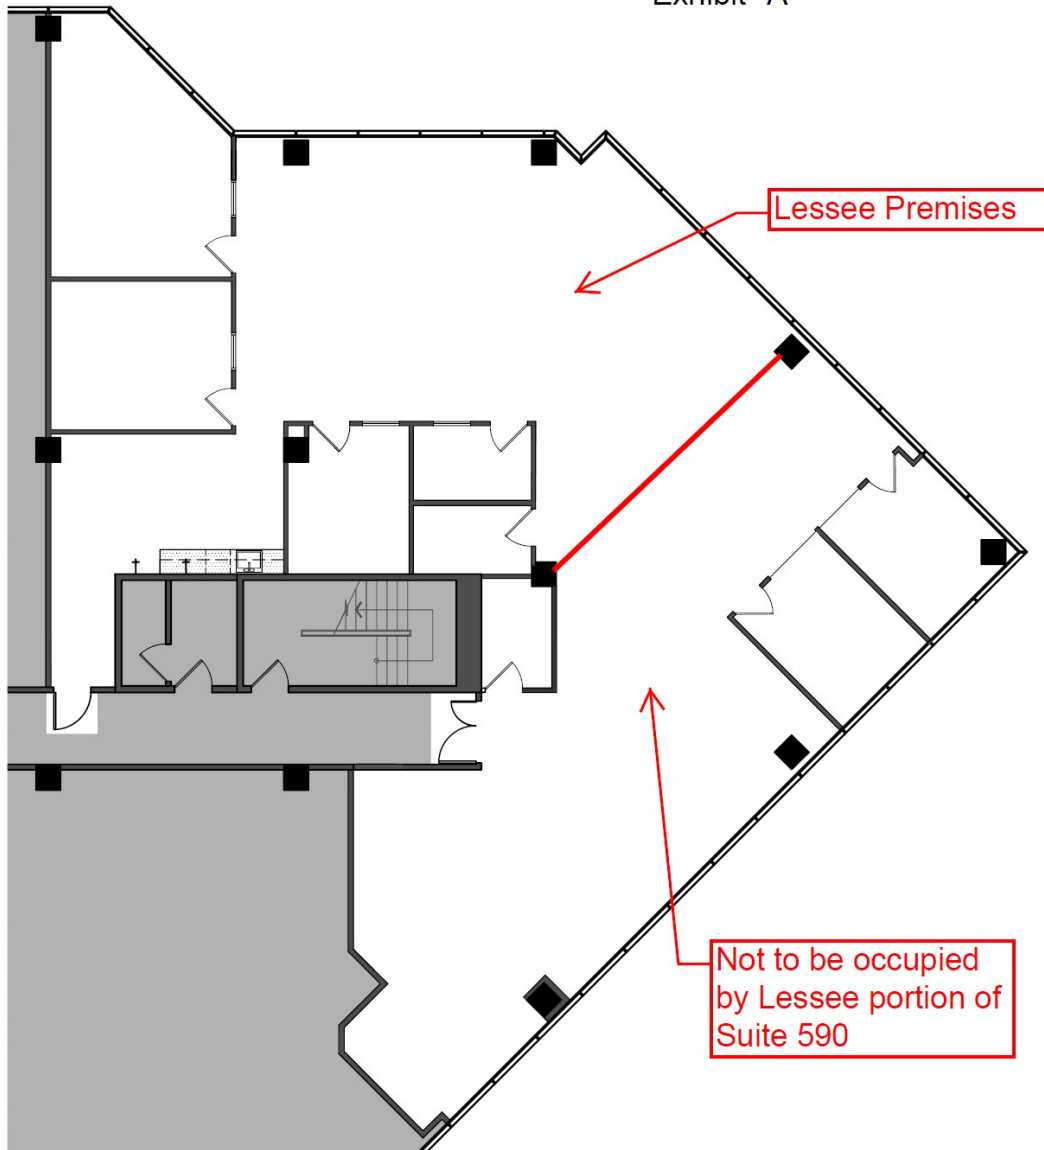 Exhibit "A"
Lessee Premises
Not to be occupied
by Lessee portion of
Suite 590